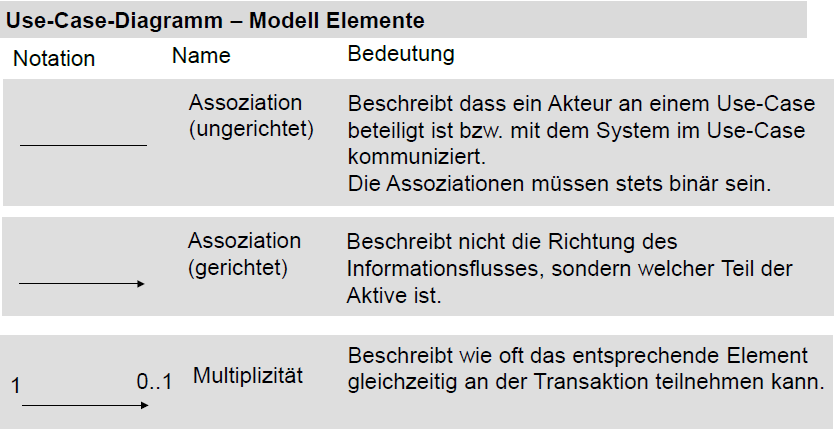 Use-Case-Diagramm – Modell Elemente
Notation Name Bedeutung
Assoziation
(ungerichtet)
Beschreibt dass ein Akteur an einem Use-Case
beteiligt ist bzw. mit dem System im Use-Case
kommuniziert.
Die Assoziationen müssen stets binär sein.
Assoziation
(gerichtet)
Beschreibt nicht die Richtung des
Informationsflusses, sondern welcher Teil der
Aktive ist.
1 0..1 Multiplizität
Beschreibt wie oft das entsprechende Element
gleichzeitig an der Transaktion teilnehmen kann.